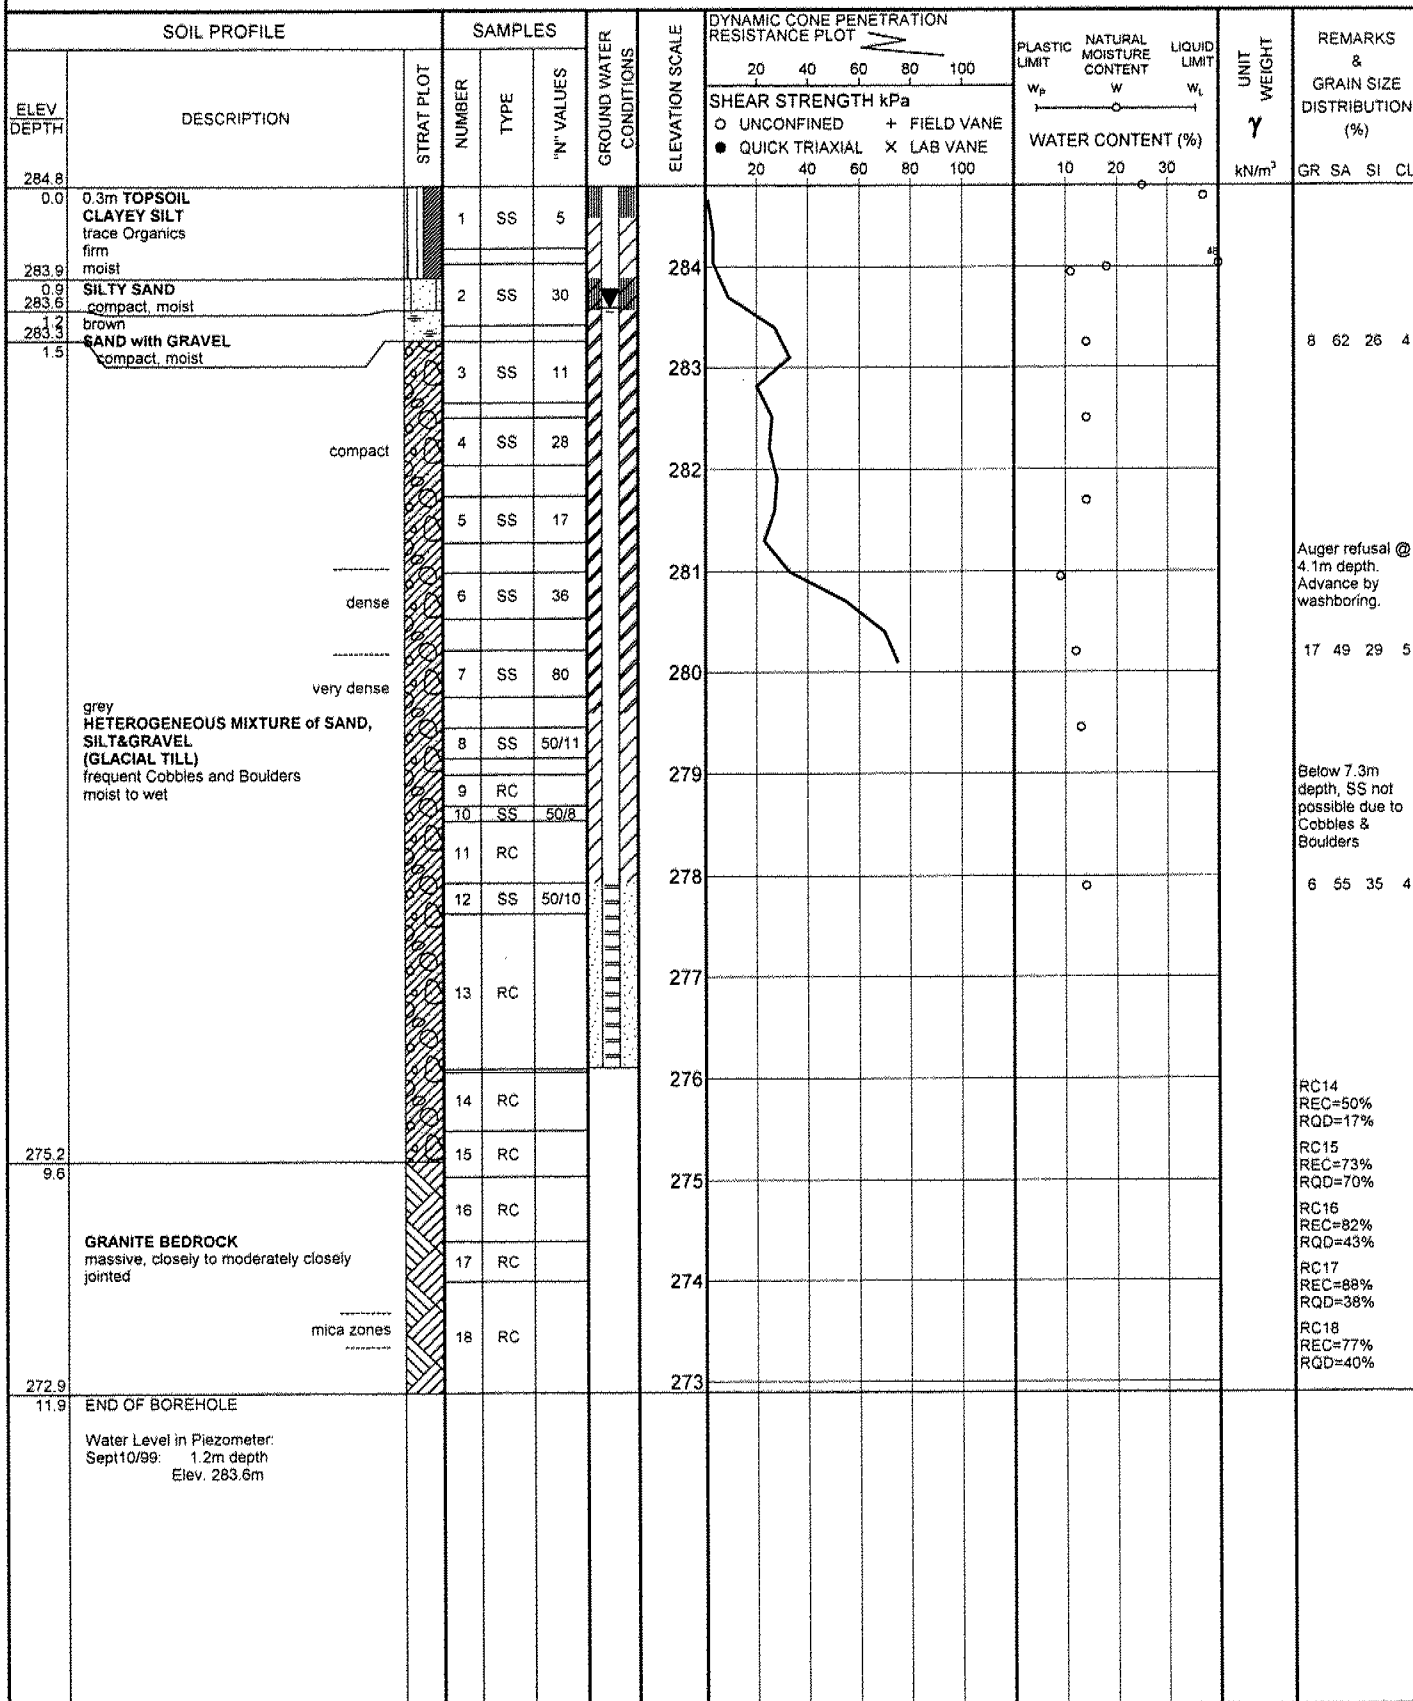 SOIL PROFILE
SAMPLES
GROUND WATER
CONDITIONS
ELEVATION SCALE
DYNAMIC CONE PENETRATION
RESISTANCE PLOT
20 40 60 80 100
SHEAR STRENGTH kPa
O UNCONFINED + FIELD VANE
● QUICK TRIAXIAL × LAB VANE
20 40 60 80 100
PLASTIC LIMIT
NATURAL MOISTURE CONTENT
LIQUID LIMIT
WP W WL
WATER CONTENT (%)
10 20 30
UNIT WEIGHT
γ
kN/m³
REMARKS
&
GRAIN SIZE
DISTRIBUTION
(%)
GR SA SI CL
ELEV
DEPTH
DESCRIPTION
STRAT PLOT
NUMBER
TYPE
"N" VALUES
284.8
0.0 0.3m TOPSOIL
CLAYEY SILT
trace Organics
firm
283.9 moist
0.9 SILTY SAND
283.6 compact, moist
1.2 brown
283.3 SAND with GRAVEL
1.5 compact, moist
compact
dense
very dense
grey
HETEROGENEOUS MIXTURE of SAND,
SILT&GRAVEL
(GLACIAL TILL)
frequent Cobbles and Boulders
moist to wet
275.2
9.6
GRANITE BEDROCK
massive, closely to moderately closely
jointed
mica zones
272.9
11.9 END OF BOREHOLE
Water Level in Piezometer:
Sept10/99: 1.2m depth
Elev. 283.6m
1 SS 5
2 SS 30
3 SS 11
4 SS 28
5 SS 17
6 SS 36
7 SS 80
8 SS 50/11
9 RC
10 SS 50/8
11 RC
12 SS 50/10
13 RC
14 RC
15 RC
16 RC
17 RC
18 RC
284
283
282
281
280
279
278
277
276
275
274
273
48
8 62 26 4
Auger refusal @
4.1m depth.
Advance by
washboring.
17 49 29 5
Below 7.3m
depth, SS not
possible due to
Cobbles &
Boulders
6 55 35 4
RC14
REC=50%
RQD=17%
RC15
REC=73%
RQD=70%
RC16
REC=82%
RQD=43%
RC17
REC=88%
RQD=38%
RC18
REC=77%
RQD=40%